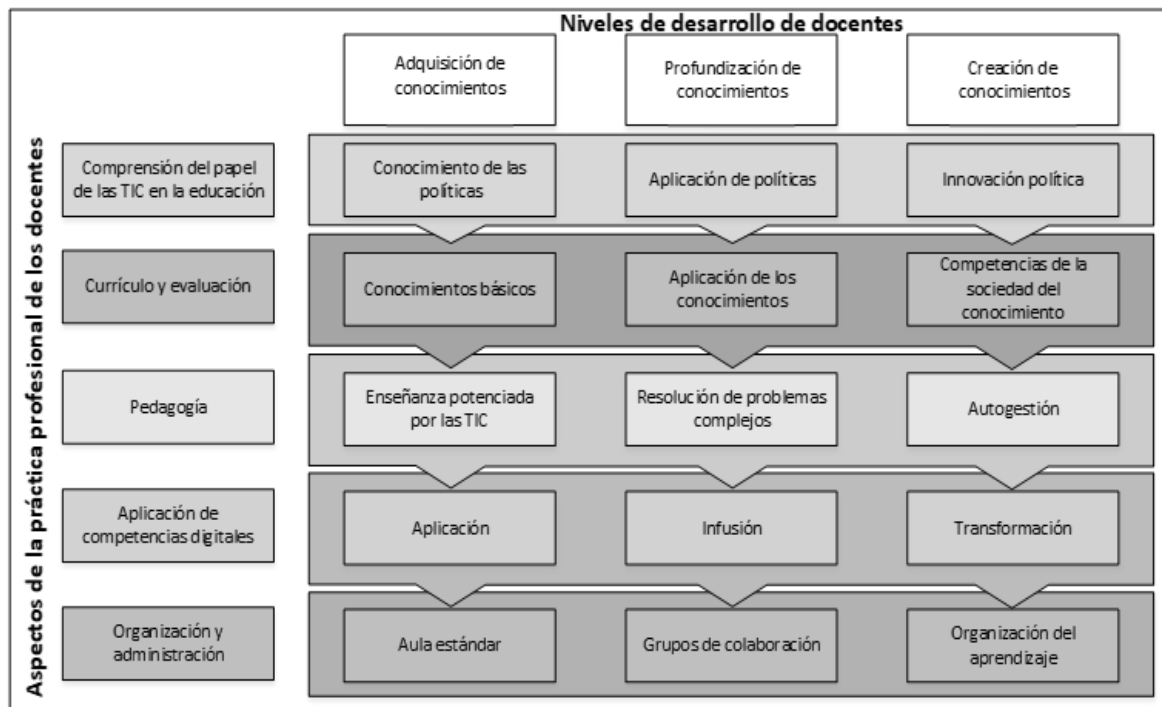 Niveles de desarrollo de docentes
Adquisición de
conocimientos
Profundización de
conocimientos
Creación de
conocimientos
Aspectos de la práctica profesional de los docentes
Comprensión del papel
de las TIC en la educación
Conocimiento de las
políticas
Aplicación de políticas
Innovación política
Currículo y evaluación
Conocimientos básicos
Aplicación de los
conocimientos
Competencias de la
sociedad del
conocimiento
Pedagogía
Enseñanza potenciada
por las TIC
Resolución de problemas
complejos
Autogestión
Aplicación de
competencias digitales
Aplicación
Infusión
Transformación
Organización y
administración
Aula estándar
Grupos de colaboración
Organización del
aprendizaje